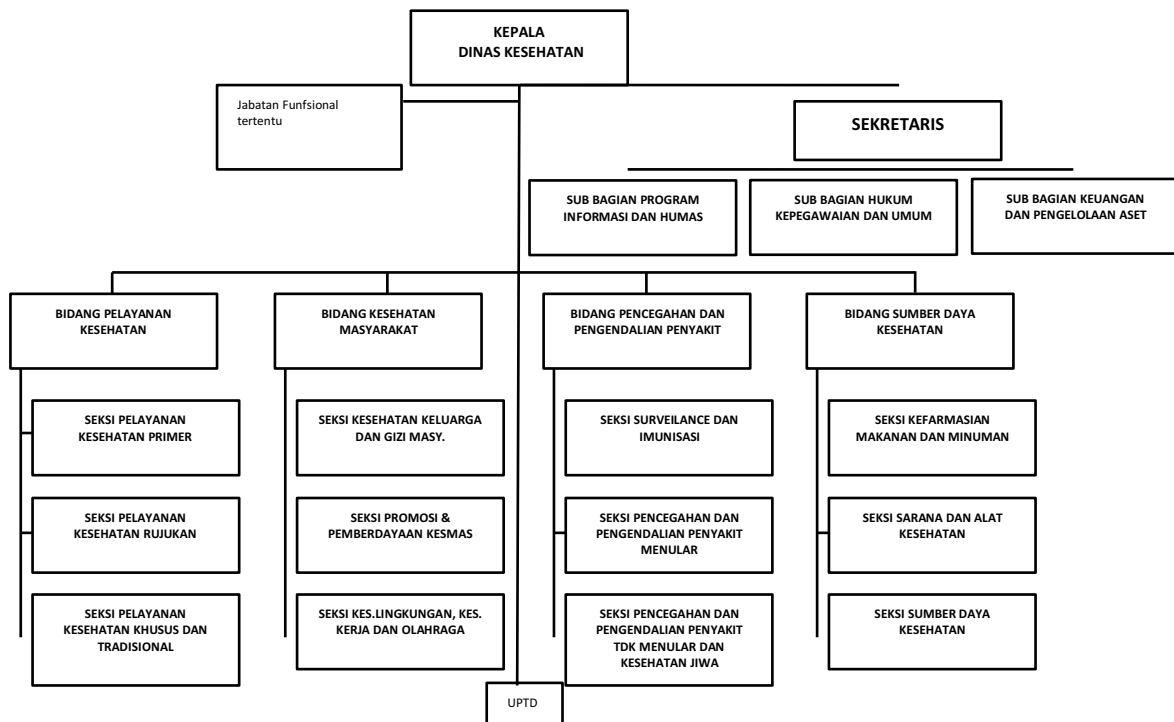 KEPALA
DINAS KESEHATAN
Jabatan Funfsional
tertentu
SEKRETARIS
SUB BAGIAN PROGRAM
INFORMASI DAN HUMAS
SUB BAGIAN HUKUM
KEPEGAWAIAN DAN UMUM
SUB BAGIAN KEUANGAN
DAN PENGELOLAAN ASET
BIDANG PELAYANAN
KESEHATAN
BIDANG KESEHATAN
MASYARAKAT
BIDANG PENCEGAHAN DAN
PENGENDALIAN PENYAKIT
BIDANG SUMBER DAYA
KESEHATAN
SEKSI PELAYANAN
KESEHATAN PRIMER
SEKSI KESEHATAN KELUARGA
DAN GIZI MASY.
SEKSI SURVEILANCE DAN
IMUNISASI
SEKSI KEFARMASIAN
MAKANAN DAN MINUMAN
SEKSI PELAYANAN
KESEHATAN RUJUKAN
SEKSI PROMOSI &
PEMBERDAYAAN KESMAS
SEKSI PENCEGAHAN DAN
PENGENDALIAN PENYAKIT
MENULAR
SEKSI SARANA DAN ALAT
KESEHATAN
SEKSI PELAYANAN
KESEHATAN KHUSUS DAN
TRADISIONAL
SEKSI KES.LINGKUNGAN, KES.
KERJA DAN OLAHRAGA
SEKSI PENCEGAHAN DAN
PENGENDALIAN PENYAKIT
TDK MENULAR DAN
KESEHATAN JIWA
SEKSI SUMBER DAYA
KESEHATAN
UPTD